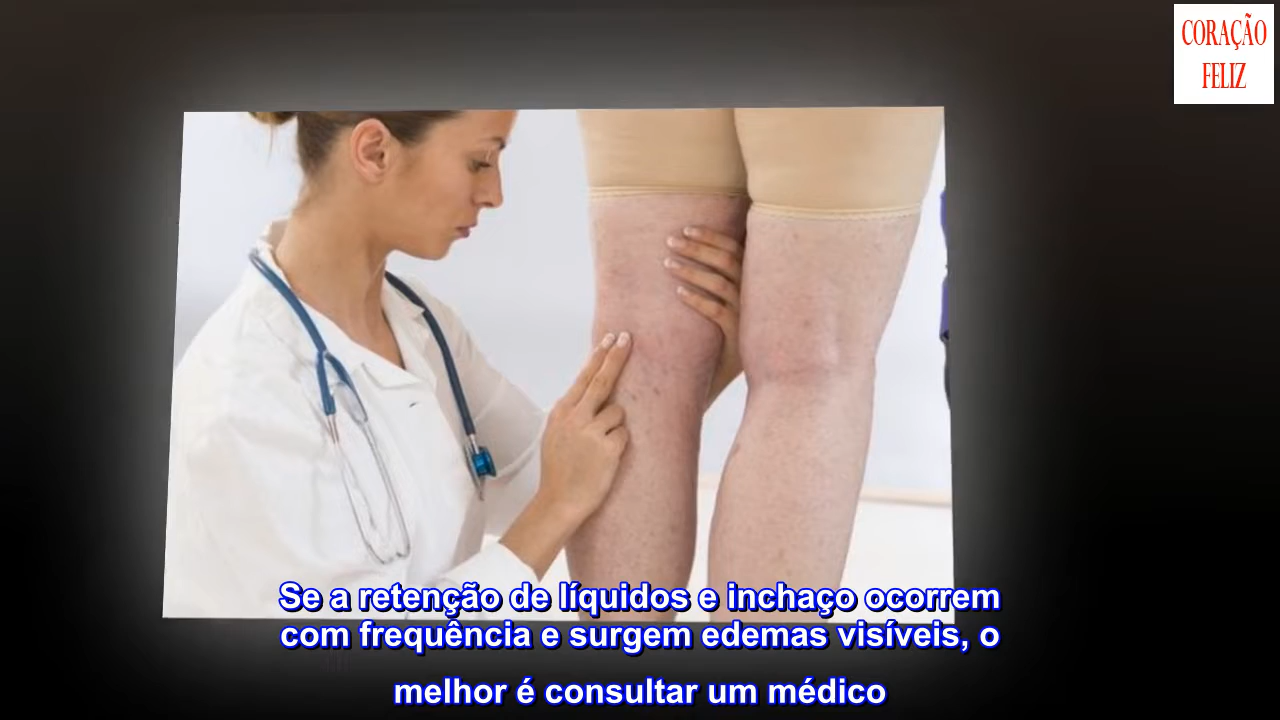 CORAÇÃO
FELIZ
Se a retenção de líquidos e inchaço ocorrem
com frequência e surgem edemas visíveis, o
melhor é consultar um médico